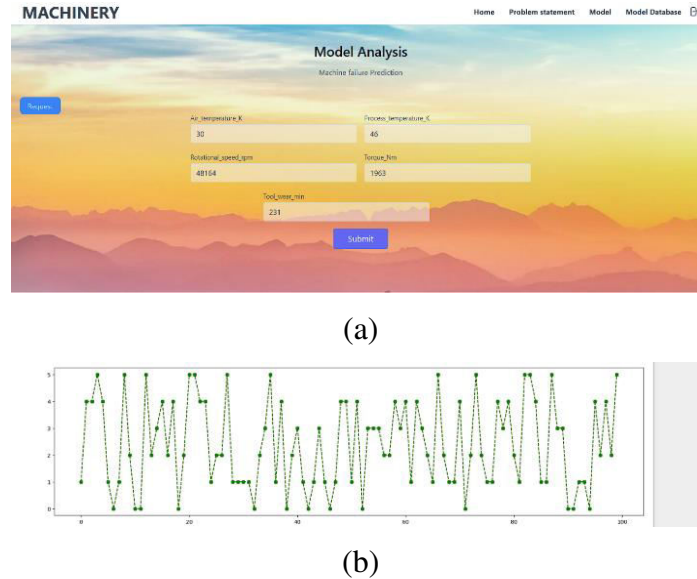 MACHINERY
Home Problem statement Model Model Database
Model Analysis
Machine failure Prediction
Request
Air_temperature_K Process_temperature_K
30 46
Rotational_speed_rpm Torque_Nm
48164 1963
Tool_wear_min
231
Submit
(a)
5
4
3
2
1
0
0 20 40 60 80 100
(b)